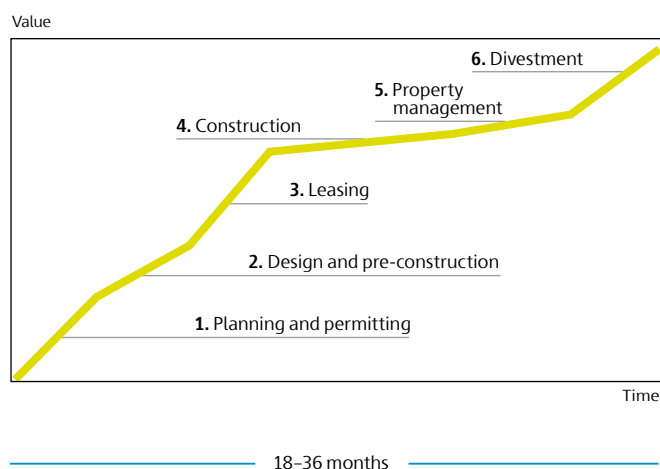 Value
6. Divestment
5. Property
management
4. Construction
3. Leasing
2. Design and pre-construction
1. Planning and permitting
Time
18–36 months